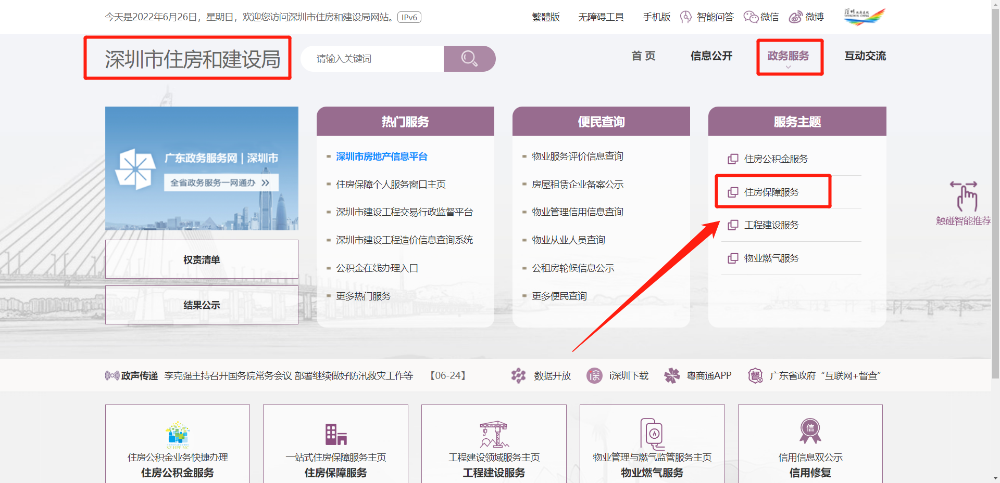 今天是2022年6月26日，星期日，欢迎您访问深圳市住房和建设局网站。 IPv6
繁體版 无障碍工具 手机版 智能问答 微信 微博
深圳市住房和建设局
请输入关键词
首 页 信息公开 政务服务 互动交流
广东政务服务网 | 深圳市
全省政务服务一网通办 >>
权责清单
结果公示
热门服务
深圳市房地产信息平台
住房保障个人服务窗口主页
深圳市建设工程交易行政监督平台
深圳市建设工程造价信息查询系统
公积金在线办理入口
更多热门服务
便民查询
物业服务评价信息查询
房屋租赁企业备案公示
物业管理信用信息查询
物业从业人员查询
公租房轮候信息公示
更多便民查询
服务主题
住房公积金服务
住房保障服务
工程建设服务
物业燃气服务
触碰智能推荐
政声传递 李克强主持召开国务院常务会议 部署继续做好防汛救灾工作等 【06-24】
数据开放 深 i深圳下载 粤商通APP 督 广东省政府“互联网+督查”
SZ HPF MC
住房公积金业务快捷办理
住房公积金服务
一站式住房保障服务主页
住房保障服务
工程建设领域服务主页
工程建设服务
物业管理与燃气监管服务主页
物业燃气服务
信
信用信息双公示
信用修复